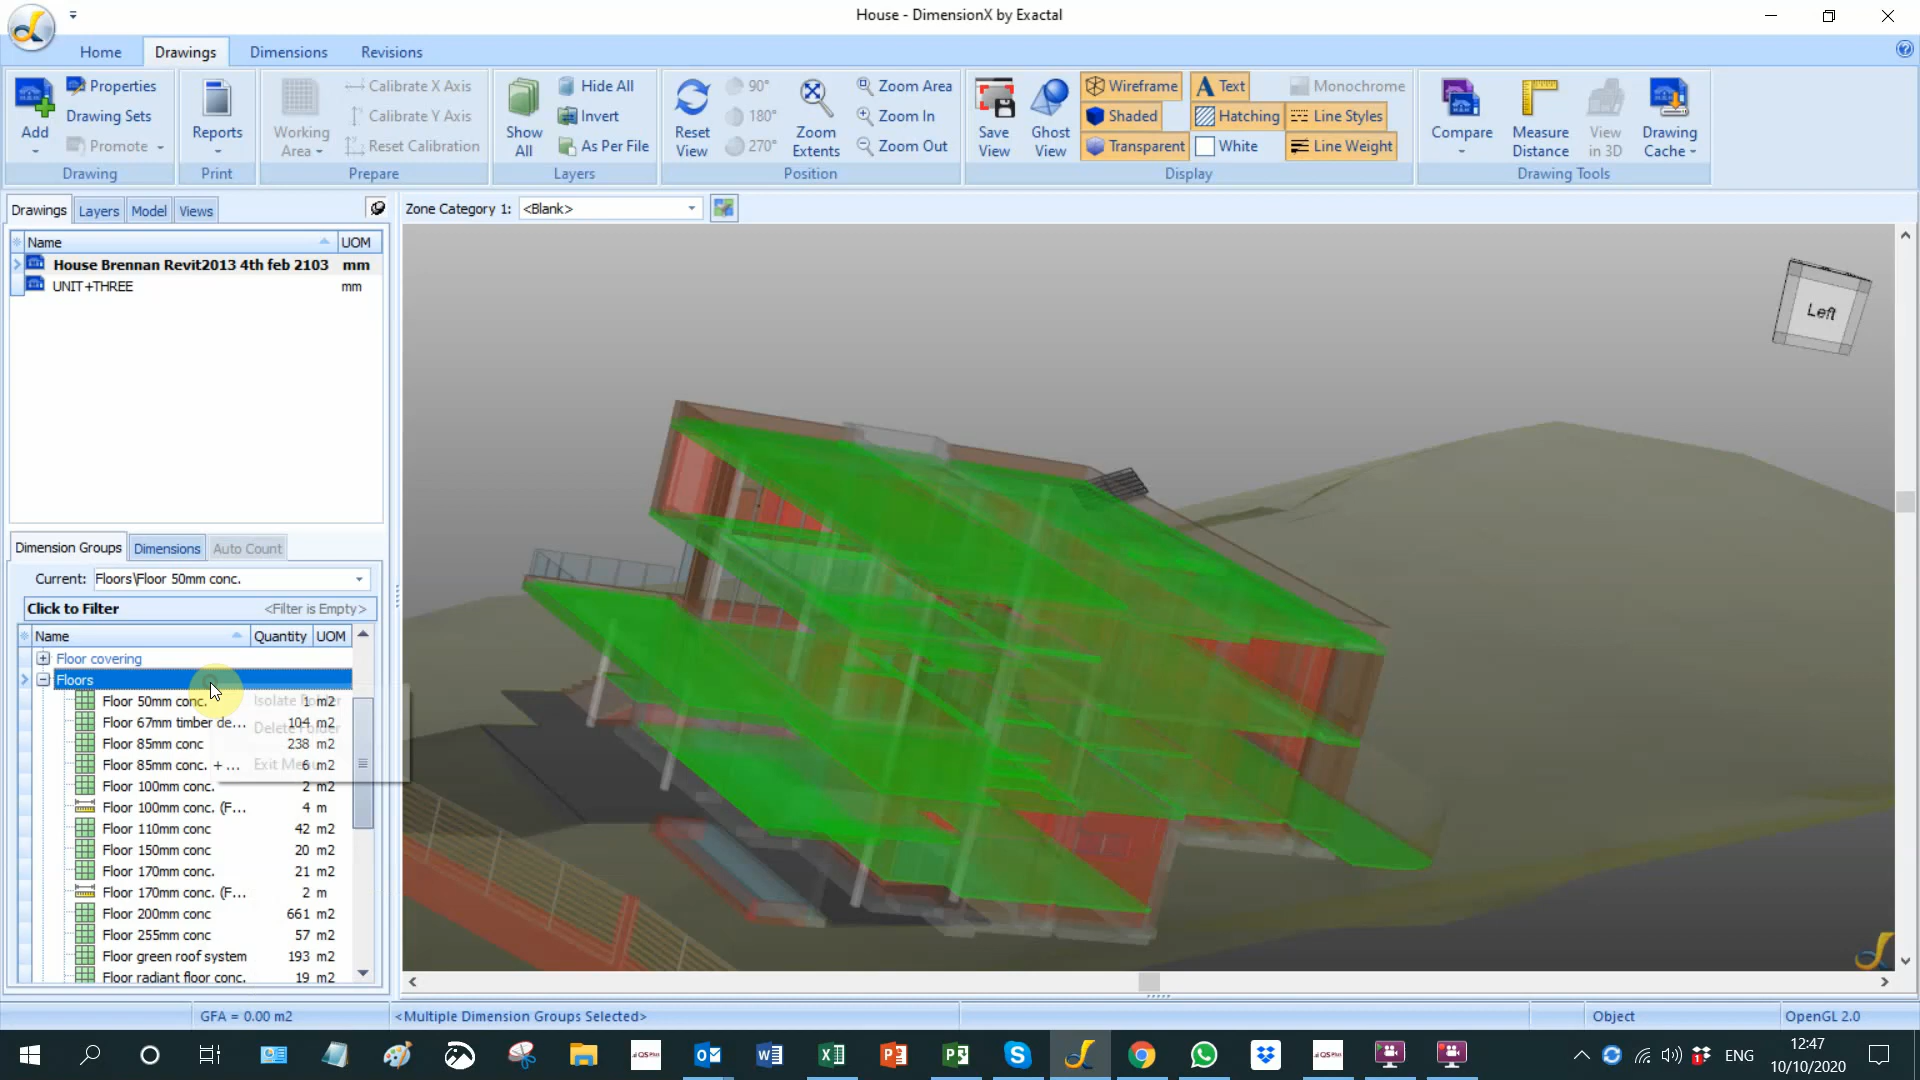 House - DimensionX by Exactal
Home
Drawings
Dimensions
Revisions
Add
Properties
Drawing Sets
Promote
Drawing
Reports
Print
Working Area
Calibrate X Axis
Calibrate Y Axis
Reset Calibration
Prepare
Show All
Hide All
Invert
As Per File
Layers
Reset View
90°
180°
270°
Zoom Extents
Zoom Area
Zoom In
Zoom Out
Position
Save View
Ghost View
Wireframe
Shaded
Transparent
Text
Hatching
White
Monochrome
Line Styles
Line Weight
Display
Compare
Measure Distance
View in 3D
Drawing Cache
Drawing Tools
Drawings
Layers
Model
Views
Zone Category 1: <Blank>
Name UOM
House Brennan Revit2013 4th feb 2103 mm
UNIT+THREE mm
Left
Dimension Groups
Dimensions
Auto Count
Current: Floors\Floor 50mm conc.
Click to Filter <Filter is Empty>
Name Quantity UOM
Floor covering
Floors
Floor 50mm conc. 1 m2
Floor 67mm timber de... 104 m2
Floor 85mm conc 238 m2
Floor 85mm conc. + ... 6 m2
Floor 100mm conc. 2 m2
Floor 100mm conc. (F... 4 m
Floor 110mm conc 42 m2
Floor 150mm conc 20 m2
Floor 170mm conc. 21 m2
Floor 170mm conc. (F... 2 m
Floor 200mm conc 661 m2
Floor 255mm conc 57 m2
Floor green roof system 193 m2
Floor radiant floor conc. 19 m2
Isolate
Delete Folder
Exit
GFA = 0.00 m2
<Multiple Dimension Groups Selected>
Object
OpenGL 2.0
ENG
12:47
10/10/2020